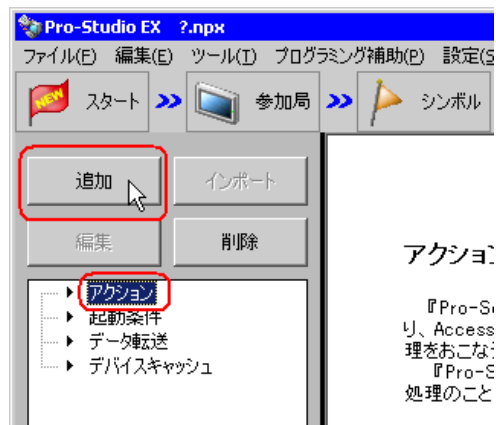 Pro-Studio EX ?.npx
ファイル(F) 編集(E) ツール(T) プログラミング補助(P) 設定(S
NEW スタート 参加局 シンボル
追加 インポート
編集 削除
アクション
起動条件
データ転送
デバイスキャッシュ
アクショ
『Pro-S
り、Access
理をおこな
『Pro-S
処理のこと